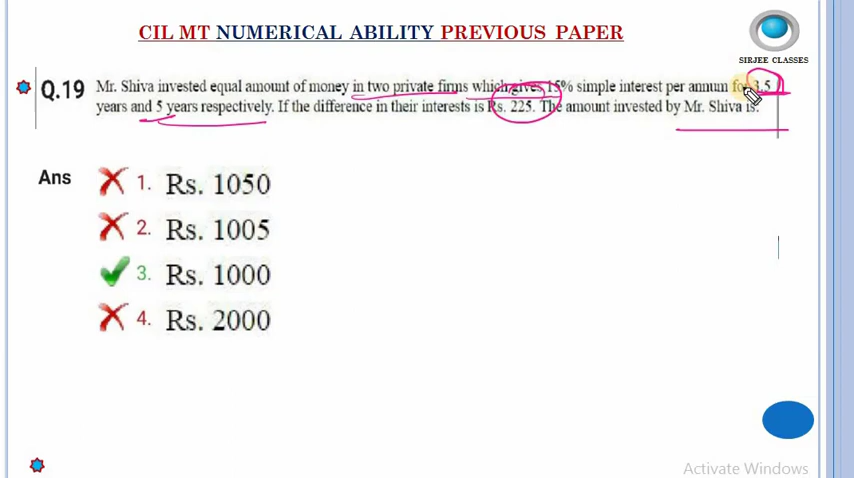 CIL MT NUMERICAL ABILITY PREVIOUS PAPER
SIRJEE CLASSES
Q.19 Mr. Shiva invested equal amount of money in two private firms which gives 15% simple interest per annum for 3.5
years and 5 years respectively. If the difference in their interests is Rs. 225. The amount invested by Mr. Shiva is:
Ans
1. Rs. 1050
2. Rs. 1005
3. Rs. 1000
4. Rs. 2000
Activate Windows